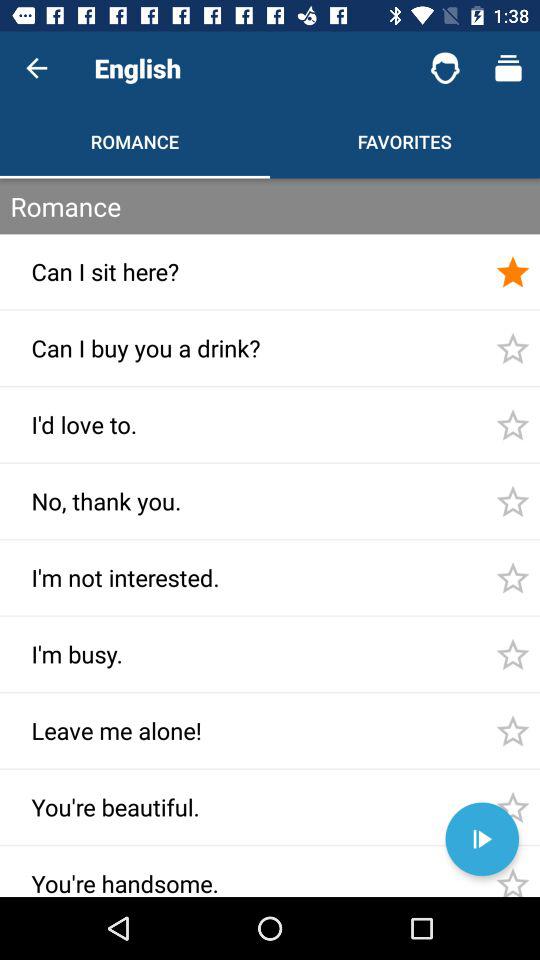 1:38
English
ROMANCE
FAVORITES
Romance
Can I sit here?
Can I buy you a drink?
I'd love to.
No, thank you.
I'm not interested.
I'm busy.
Leave me alone!
You're beautiful.
You're handsome.